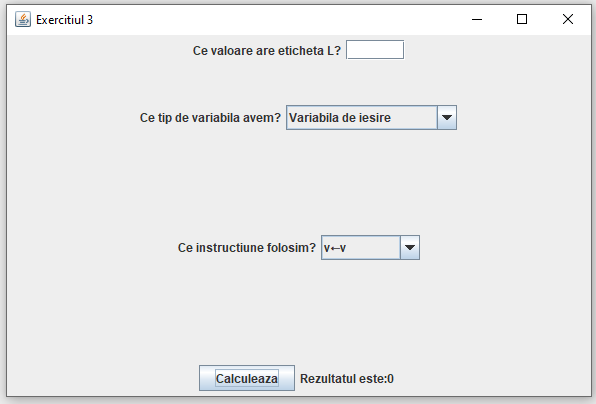 Exercitiul 3
Ce valoare are eticheta L?
Ce tip de variabila avem? Variabila de iesire
Ce instructiune folosim? v←v
Calculeaza Rezultatul este:0